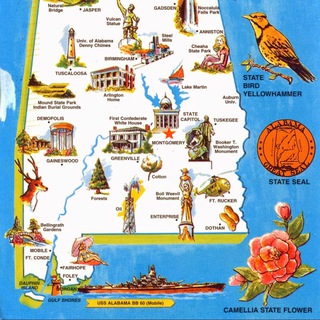 Natural
Bridge
JASPER
GADSDEN
Noccalula
Falls Park
Vulcan
Statue
ANNISTON
Steel
Mills
Univ. of Alabama
Denny Chimes
Cheaha
State Park
BIRMINGHAM
TUSCALOOSA
Lake Martin
STATE
BIRD
YELLOWHAMMER
Arlington
Home
Auburn
Univ.
Mound State Park
Indian Burial Grounds
DEMOPOLIS
First Confederate
White House
STATE
CAPITOL
ALABAMA
GREAT SEAL
MONTGOMERY
TUSKEGEE
Booker T.
Washington
Monument
GREENVILLE
GAINESWOOD
STATE SEAL
Cotton
Forests
Boll Weevil
Monument
Oil
FT. RUCKER
ENTERPRISE
Bellingrath
Gardens
DOTHAN
MOBILE
FT. CONDE
FAIRHOPE
FOLEY
DAUPHIN
ISLAND
GULF SHORES
USS ALABAMA BB 60 (Mobile)
CAMELLIA STATE FLOWER